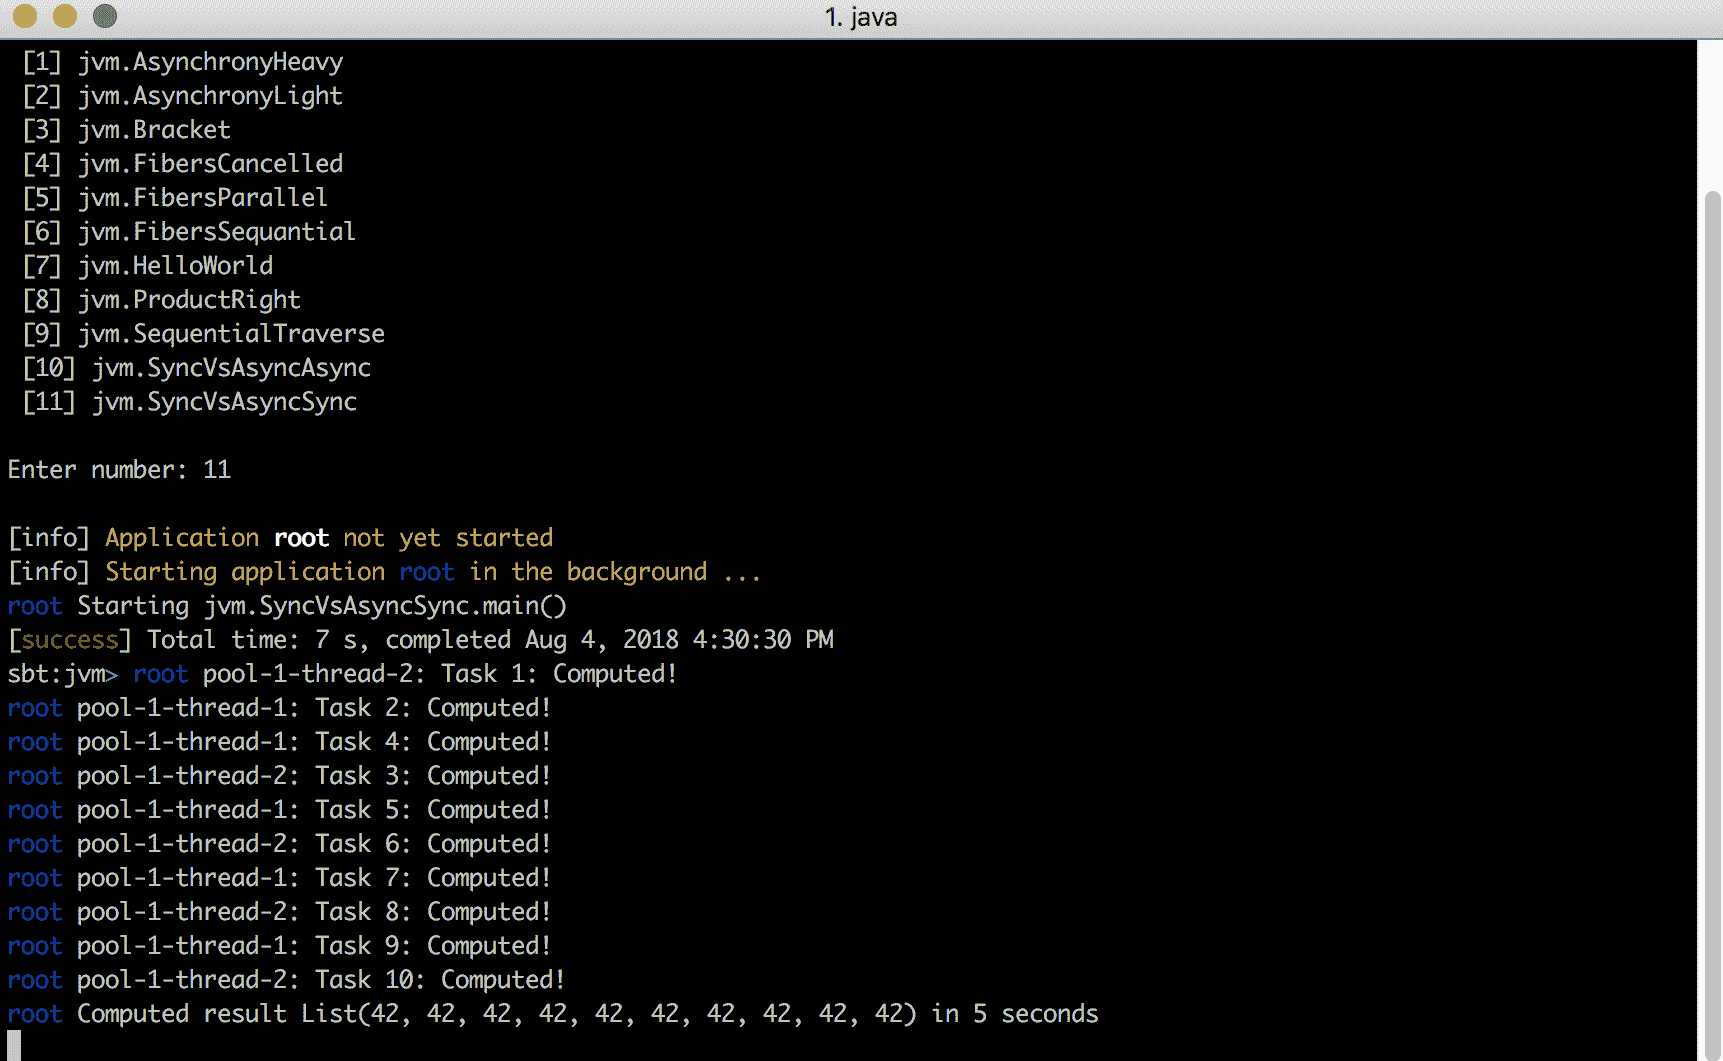 1. java
[1] jvm.AsynchronyHeavy
[2] jvm.AsynchronyLight
[3] jvm.Bracket
[4] jvm.FibersCancelled
[5] jvm.FibersParallel
[6] jvm.FibersSequantial
[7] jvm.HelloWorld
[8] jvm.ProductRight
[9] jvm.SequentialTraverse
[10] jvm.SyncVsAsyncAsync
[11] jvm.SyncVsAsyncSync
Enter number: 11
[info] Application root not yet started
[info] Starting application root in the background ...
root Starting jvm.SyncVsAsyncSync.main()
[success] Total time: 7 s, completed Aug 4, 2018 4:30:30 PM
sbt:jvm> root pool-1-thread-2: Task 1: Computed!
root pool-1-thread-1: Task 2: Computed!
root pool-1-thread-1: Task 4: Computed!
root pool-1-thread-2: Task 3: Computed!
root pool-1-thread-1: Task 5: Computed!
root pool-1-thread-2: Task 6: Computed!
root pool-1-thread-1: Task 7: Computed!
root pool-1-thread-2: Task 8: Computed!
root pool-1-thread-1: Task 9: Computed!
root pool-1-thread-2: Task 10: Computed!
root Computed result List(42, 42, 42, 42, 42, 42, 42, 42, 42, 42) in 5 seconds